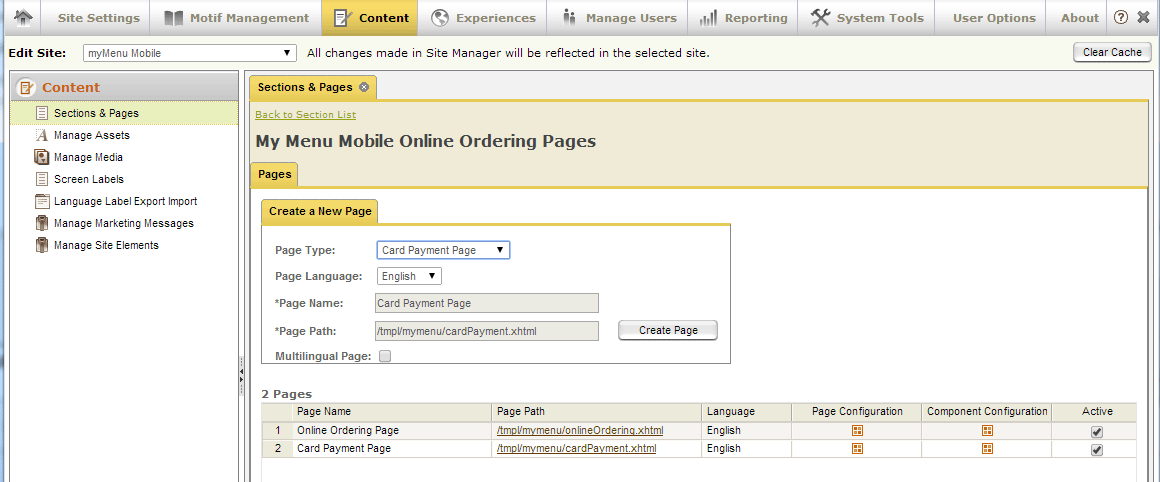 Site Settings Motif Management Content Experiences Manage Users Reporting System Tools User Options About
Edit Site: myMenu Mobile All changes made in Site Manager will be reflected in the selected site. Clear Cache
Content
Sections & Pages
Manage Assets
Manage Media
Screen Labels
Language Label Export Import
Manage Marketing Messages
Manage Site Elements
Sections & Pages
Back to Section List
My Menu Mobile Online Ordering Pages
Pages
Create a New Page
Page Type: Card Payment Page
Page Language: English
*Page Name: Card Payment Page
*Page Path: /tmpl/mymenu/cardPayment.xhtml Create Page
Multilingual Page:
2 Pages
Page Name Page Path Language Page Configuration Component Configuration Active
1 Online Ordering Page /tmpl/mymenu/onlineOrdering.xhtml English
2 Card Payment Page /tmpl/mymenu/cardPayment.xhtml English